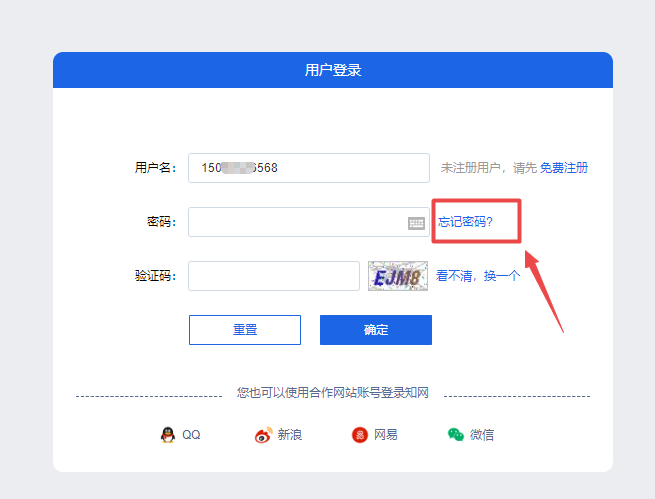 用户登录
用户名： 150 6568 未注册用户，请先 免费注册
密码： 忘记密码?
验证码： EJM8 看不清，换一个
重置 确定
您也可以使用合作网站账号登录知网
QQ 新浪 网易 微信